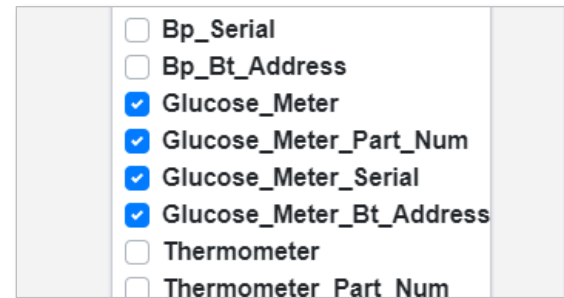 Bp_Serial
Bp_Bt_Address
Glucose_Meter
Glucose_Meter_Part_Num
Glucose_Meter_Serial
Glucose_Meter_Bt_Address
Thermometer
Thermometer_Part_Num